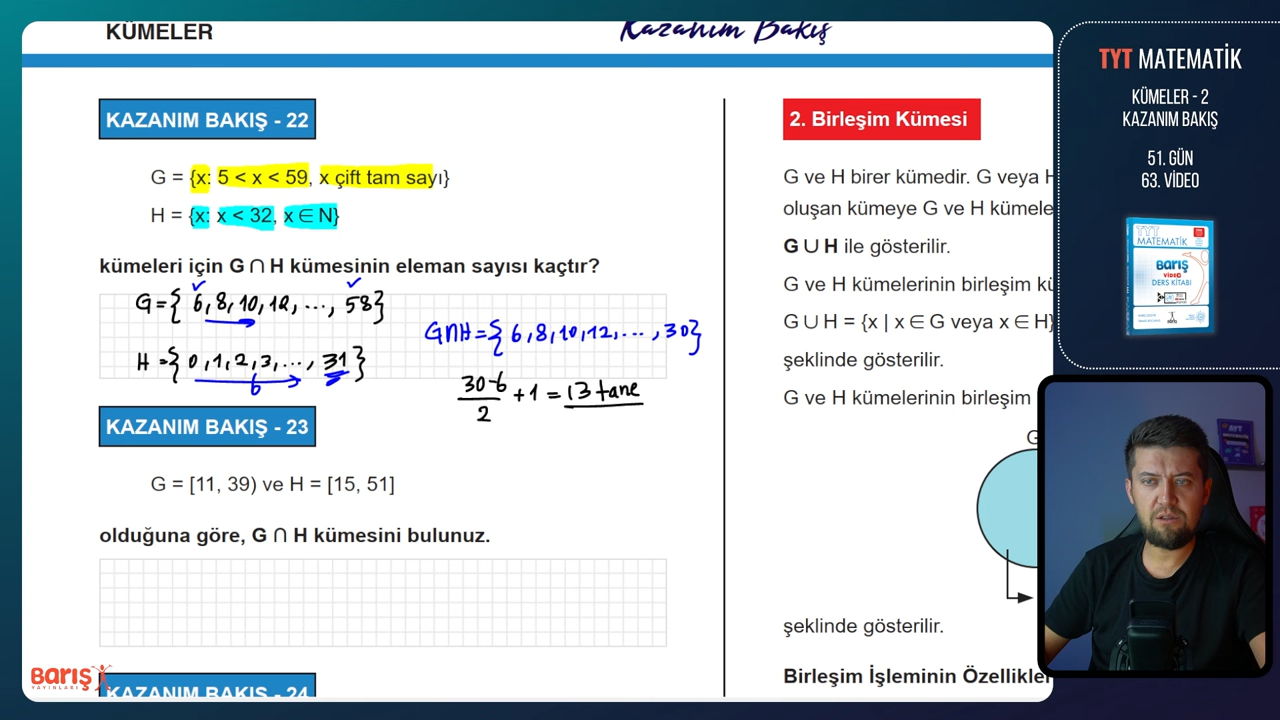 KÜMELER
Kazanım Bakış
KAZANIM BAKIŞ - 22
G = {x: 5 < x < 59, x çift tam sayı}
H = {x: x < 32, x ∈ N}
kümeleri için G ∩ H kümesinin eleman sayısı kaçtır?
G={ 6,8,10,12, ..., 58}
H={ 0,1,2,3,..., 31}
6
G∩H={ 6,8,10,12,...,30}
30-6
2
+1 = 13 tane
KAZANIM BAKIŞ - 23
G = [11, 39) ve H = [15, 51]
olduğuna göre, G ∩ H kümesini bulunuz.
KAZANIM BAKIŞ - 24
BARIŞ
YAYINLARI
2. Birleşim Kümesi
G ve H birer kümedir. G veya H
oluşan kümeye G ve H kümele
G ∪ H ile gösterilir.
G ve H kümelerinin birleşim kü
G ∪ H = {x | x ∈ G veya x ∈ H}
şeklinde gösterilir.
G ve H kümelerinin birleşim
G
şeklinde gösterilir.
Birleşim İşleminin Özellikler
TYT MATEMATİK
KÜMELER - 2
KAZANIM BAKIŞ
51. GÜN
63. VİDEO
TYT
MATEMATİK
BARIŞ
VİDEO
DERS KİTABI
AYT